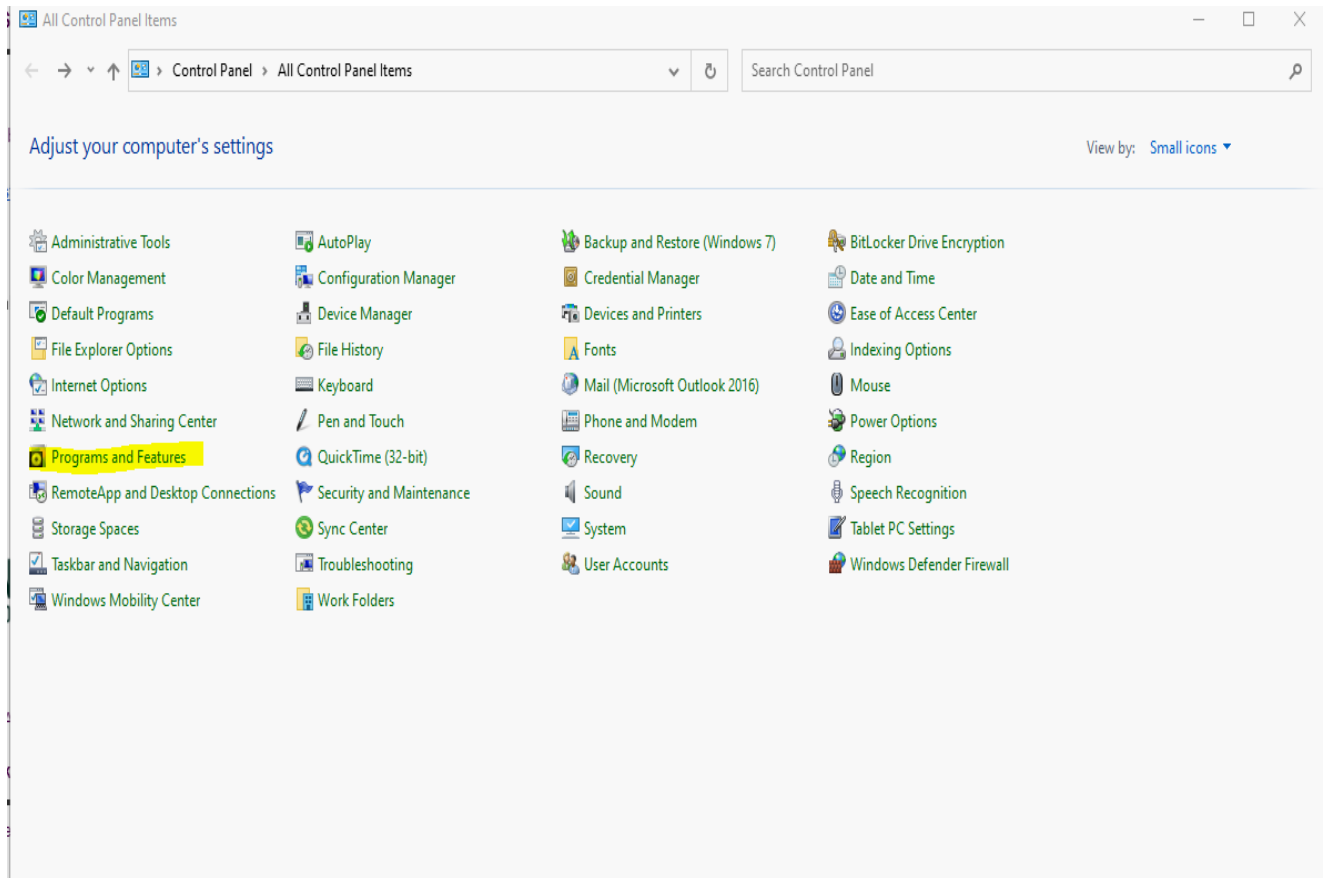 All Control Panel Items
Control Panel > All Control Panel Items
Search Control Panel
Adjust your computer's settings
View by: Small icons
Administrative Tools
AutoPlay
Backup and Restore (Windows 7)
BitLocker Drive Encryption
Color Management
Configuration Manager
Credential Manager
Date and Time
Default Programs
Device Manager
Devices and Printers
Ease of Access Center
File Explorer Options
File History
Fonts
Indexing Options
Internet Options
Keyboard
Mail (Microsoft Outlook 2016)
Mouse
Network and Sharing Center
Pen and Touch
Phone and Modem
Power Options
Programs and Features
QuickTime (32-bit)
Recovery
Region
RemoteApp and Desktop Connections
Security and Maintenance
Sound
Speech Recognition
Storage Spaces
Sync Center
System
Tablet PC Settings
Taskbar and Navigation
Troubleshooting
User Accounts
Windows Defender Firewall
Windows Mobility Center
Work Folders